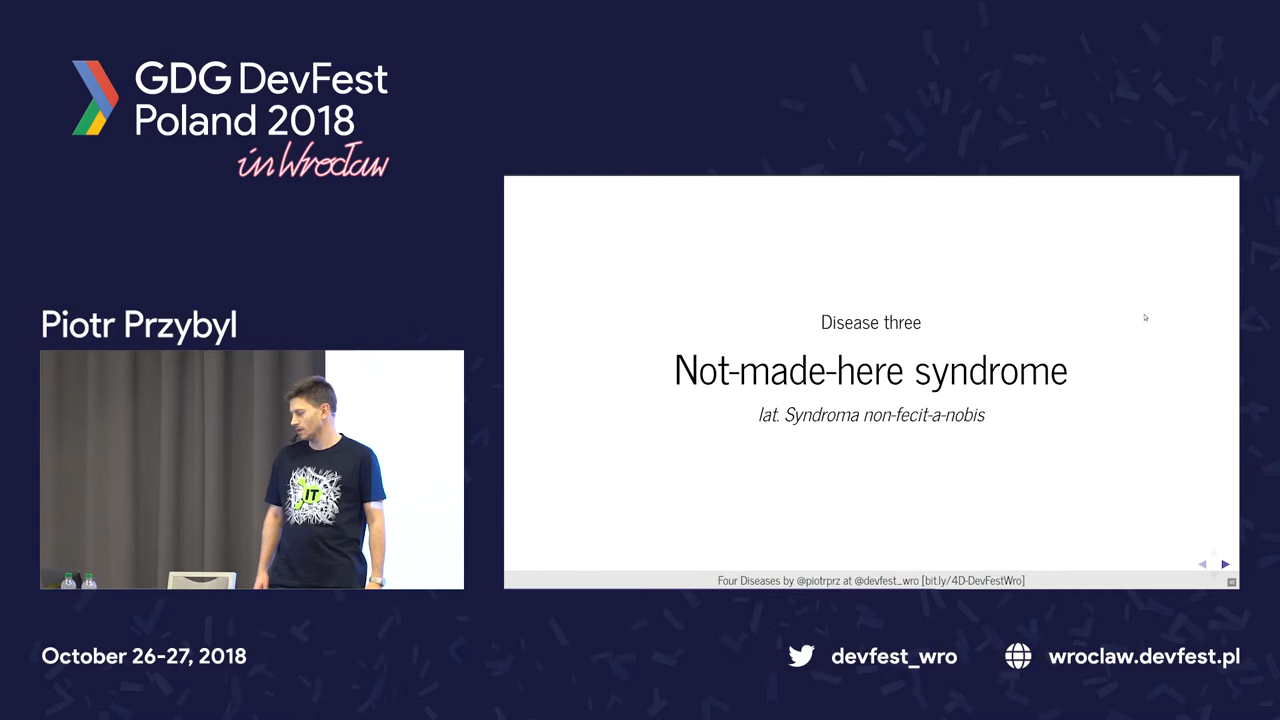 GDG DevFest
Poland 2018
in Wrocław
Piotr Przybyl
IT
Disease three
Not-made-here syndrome
lat. Syndroma non-fecit-a-nobis
Four Diseases by @piotrprz at @devfest_wro [bit.ly/4D-DevFestWro]
October 26-27, 2018
devfest_wro
wroclaw.devfest.pl